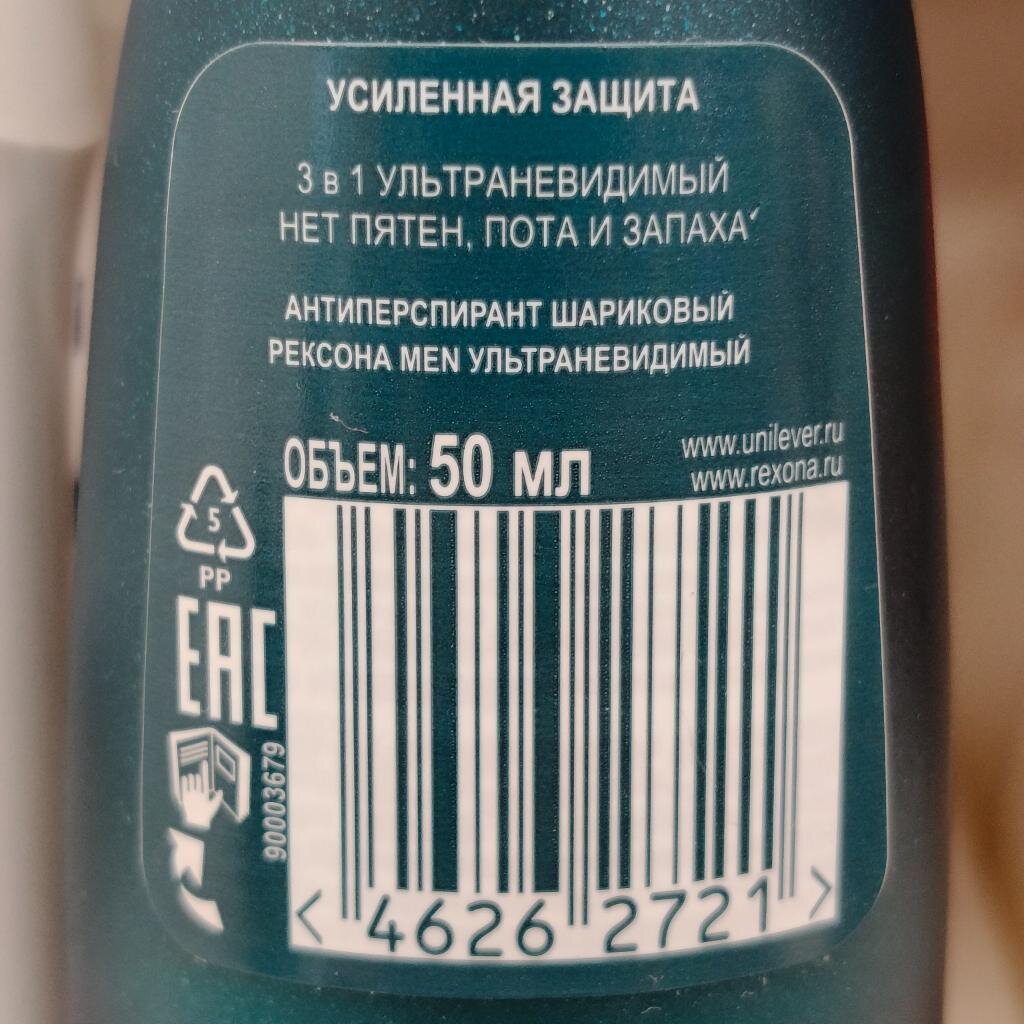 УСИЛЕННАЯ ЗАЩИТА
3 в 1 УЛЬТРАНЕВИДИМЫЙ
НЕТ ПЯТЕН, ПОТА И ЗАПАХА✓
АНТИПЕРСПИРАНТ ШАРИКОВЫЙ
РЕКСОНА MEN УЛЬТРАНЕВИДИМЫЙ
ОБЪЕМ: 50 МЛ
www.unilever.ru
www.rexona.ru
5
PP
EAC
90003679
< 4626 2721 >